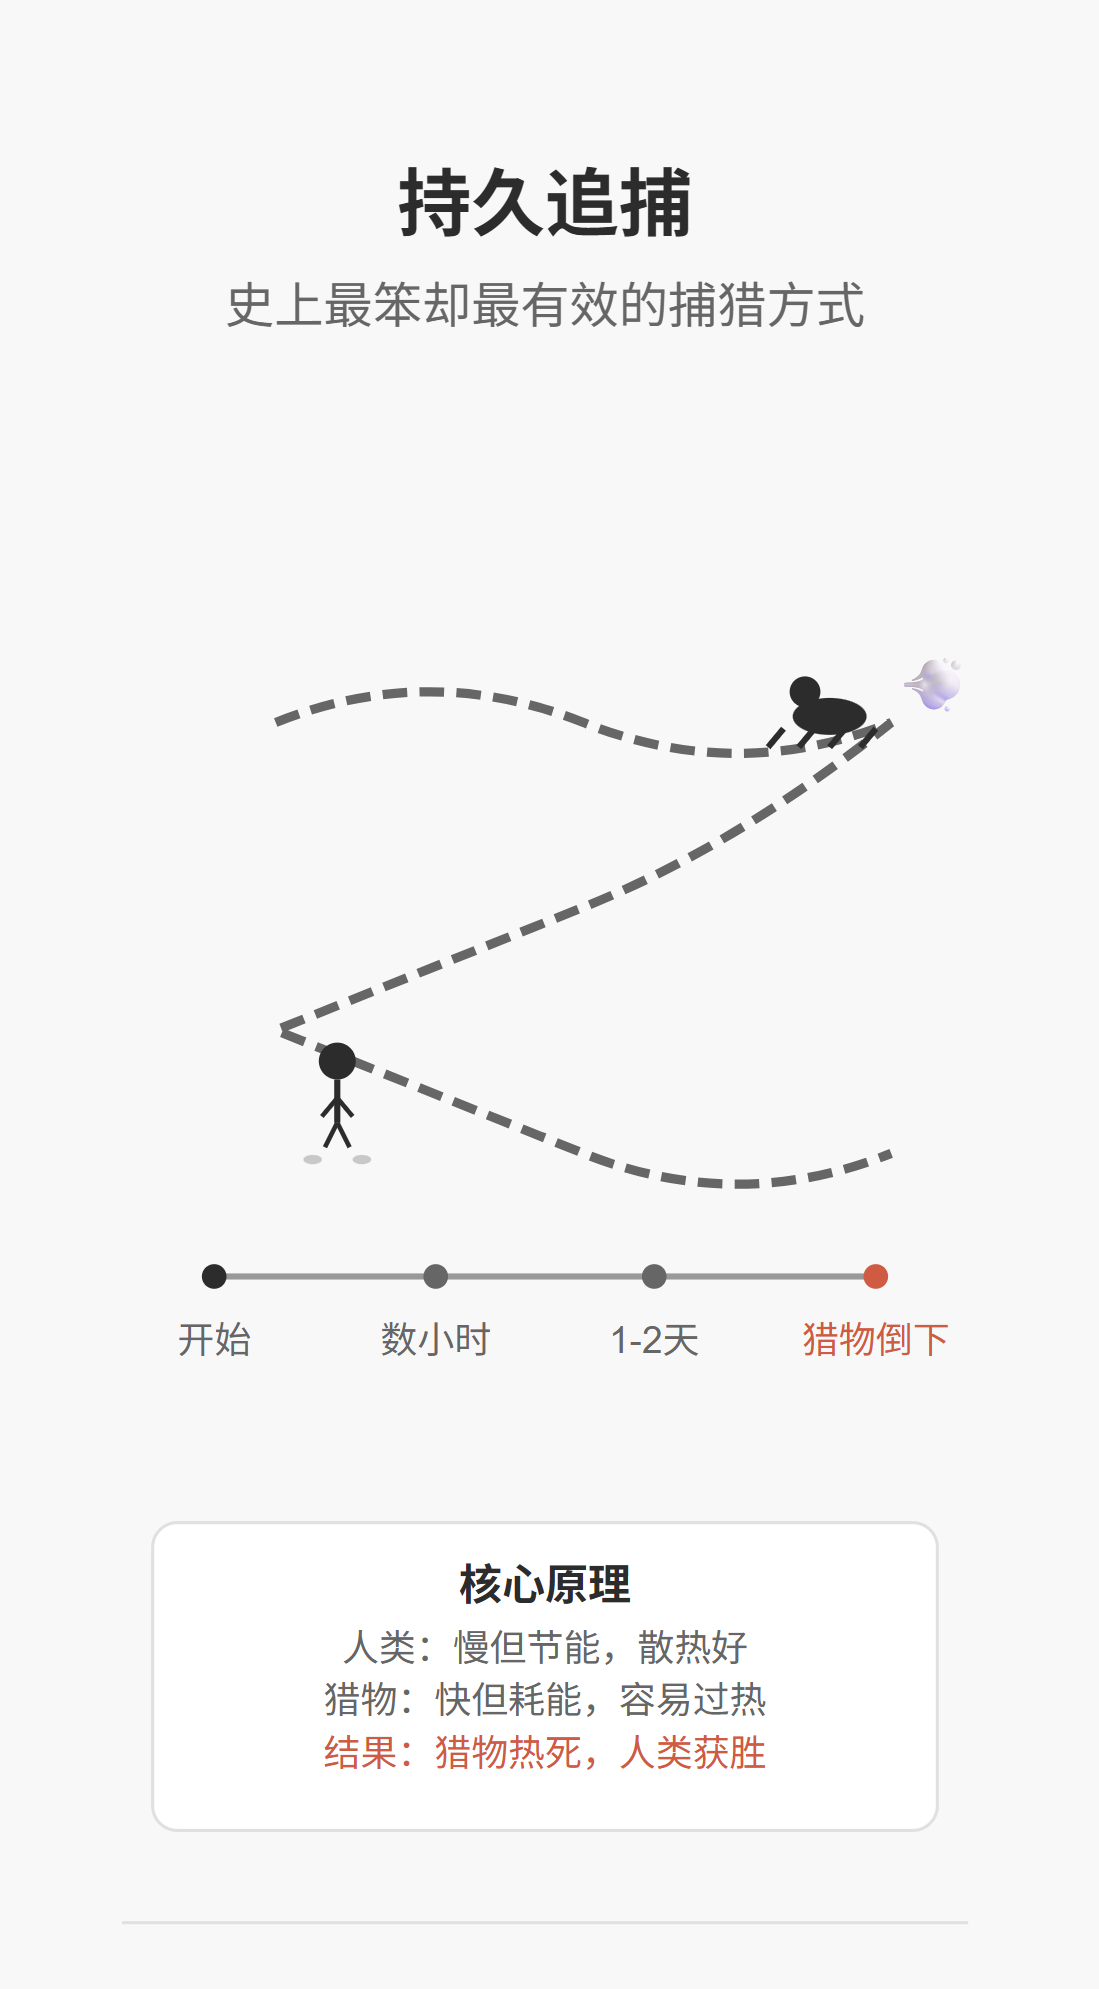 持久追捕
史上最笨却最有效的捕猎方式
开始
数小时
1-2天
猎物倒下
核心原理
人类：慢但节能，散热好
猎物：快但耗能，容易过热
结果：猎物热死，人类获胜